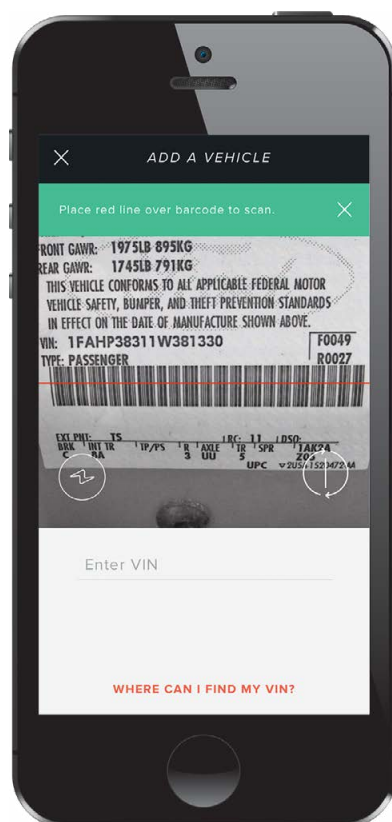 ADD A VEHICLE
Place red line over barcode to scan.
FRONT GAWR: 1975LB 895KG
REAR GAWR: 1745LB 791KG
THIS VEHICLE CONFORMS TO ALL APPLICABLE FEDERAL MOTOR
VEHICLE SAFETY, BUMPER, AND THEFT PREVENTION STANDARDS
IN EFFECT ON THE DATE OF MANUFACTURE SHOWN ABOVE.
VIN: 1FAHP38311W381330 F0049
TYPE: PASSENGER R0027
EXT PNT: TS RC: 11 DSO:
BRK INT TR TP/PS R AXLE TR SPR 1AK24
C BA 3 UU 5 Z05
UPC
Enter VIN
WHERE CAN I FIND MY VIN?